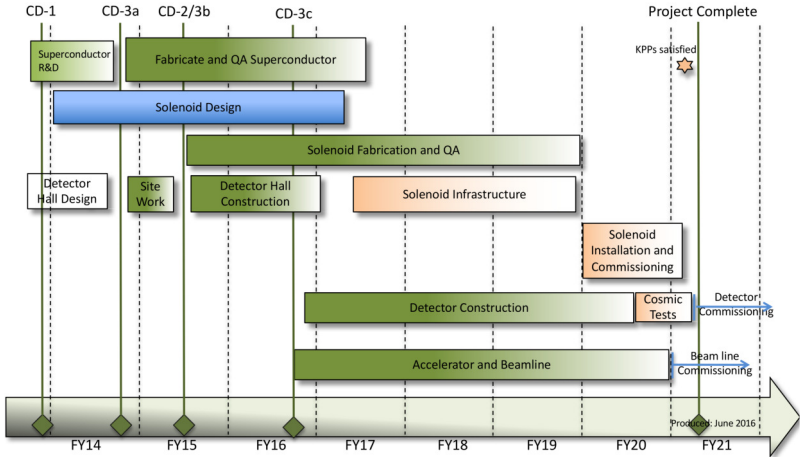 CD-1
CD-3a
CD-2/3b
CD-3c
Project Complete
KPPs satisfied
Superconductor
R&D
Fabricate and QA Superconductor
Solenoid Design
Solenoid Fabrication and QA
Detector
Hall Design
Site
Work
Detector Hall
Construction
Solenoid Infrastructure
Solenoid
Installation and
Commissioning
Detector Construction
Cosmic
Tests
Detector
Commissioning
Accelerator and Beamline
Beam line
Commissioning
Produced: June 2016
FY14
FY15
FY16
FY17
FY18
FY19
FY20
FY21